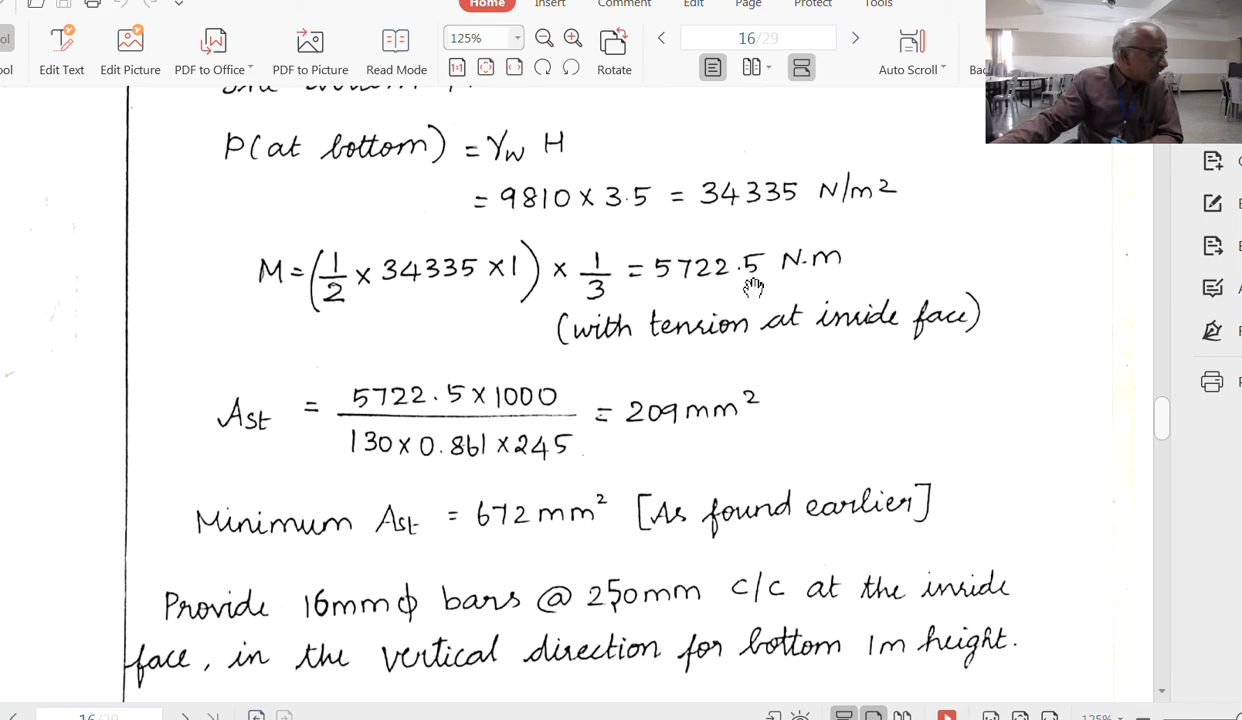 Home Insert Comment Edit Page Protect Tools
125% 16/29
Edit Text Edit Picture PDF to Office PDF to Picture Read Mode Rotate Auto Scroll
P(at bottom) = γw H
= 9810 × 3.5 = 34335 N/m2
M = (1/2 × 34335 × 1) × 1/3 = 5722.5 N.m
(with tension at inside face)
Ast = 5722.5 × 1000 / 130 × 0.861 × 245 = 209 mm²
Minimum Ast = 672 mm² [As found earlier]
Provide 16mm ϕ bars @ 250mm c/c at the inside
face, in the vertical direction for bottom 1m height.
16/29 125%